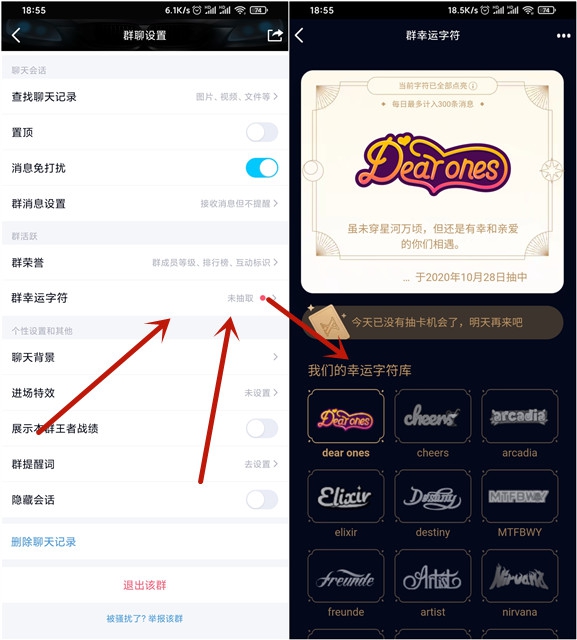 18:55
6.1K/s
HD
HD
74
群聊设置
聊天会话
查找聊天记录
图片、视频、文件等
置顶
消息免打扰
群消息设置
接收消息但不提醒
群活跃
群荣誉
群成员等级、排行榜、互动标识
群幸运字符
未抽取
个性设置和其他
聊天背景
进场特效
未设置
展示本群王者战绩
群提醒词
去设置
隐藏会话
删除聊天记录
退出该群
被骚扰了? 举报该群
18:55
18.5K/s
HD
HD
74
群幸运字符
当前字符已全部点亮
每日最多计入300条消息
Dear ones
虽未穿星河万顷，但还是有幸和亲爱
的你们相遇。
... 于2020年10月28日抽中
今天已没有抽卡机会了，明天再来吧
我们的幸运字符库
Dear ones
cheers
arcadia
dear ones
cheers
arcadia
Elixir
Destiny
MTFBWY
elixir
destiny
MTFBWY
Freunde
Artist
Nirvana
freunde
artist
nirvana